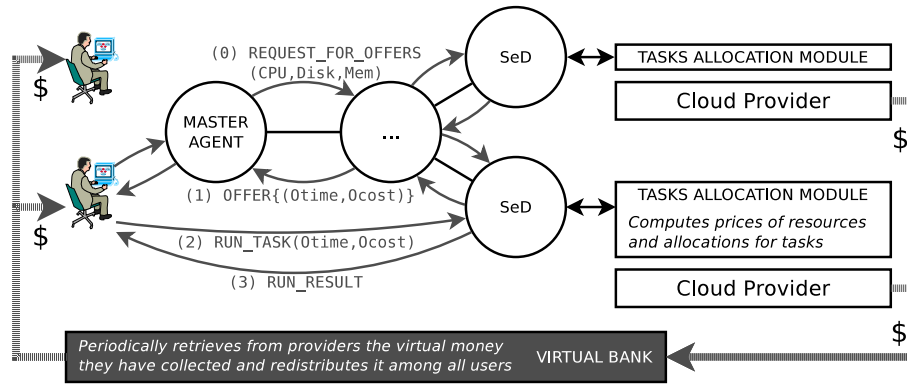 (0) REQUEST_FOR_OFFERS
(CPU,Disk,Mem)
SeD
TASKS ALLOCATION MODULE
Cloud Provider
$
$
MASTER
AGENT
...
(1) OFFER{(Otime,Ocost)}
SeD
TASKS ALLOCATION MODULE
Computes prices of resources
and allocations for tasks
$
(2) RUN_TASK(Otime,Ocost)
(3) RUN_RESULT
Cloud Provider
$
Periodically retrieves from providers the virtual money
they have collected and redistributes it among all users
VIRTUAL BANK